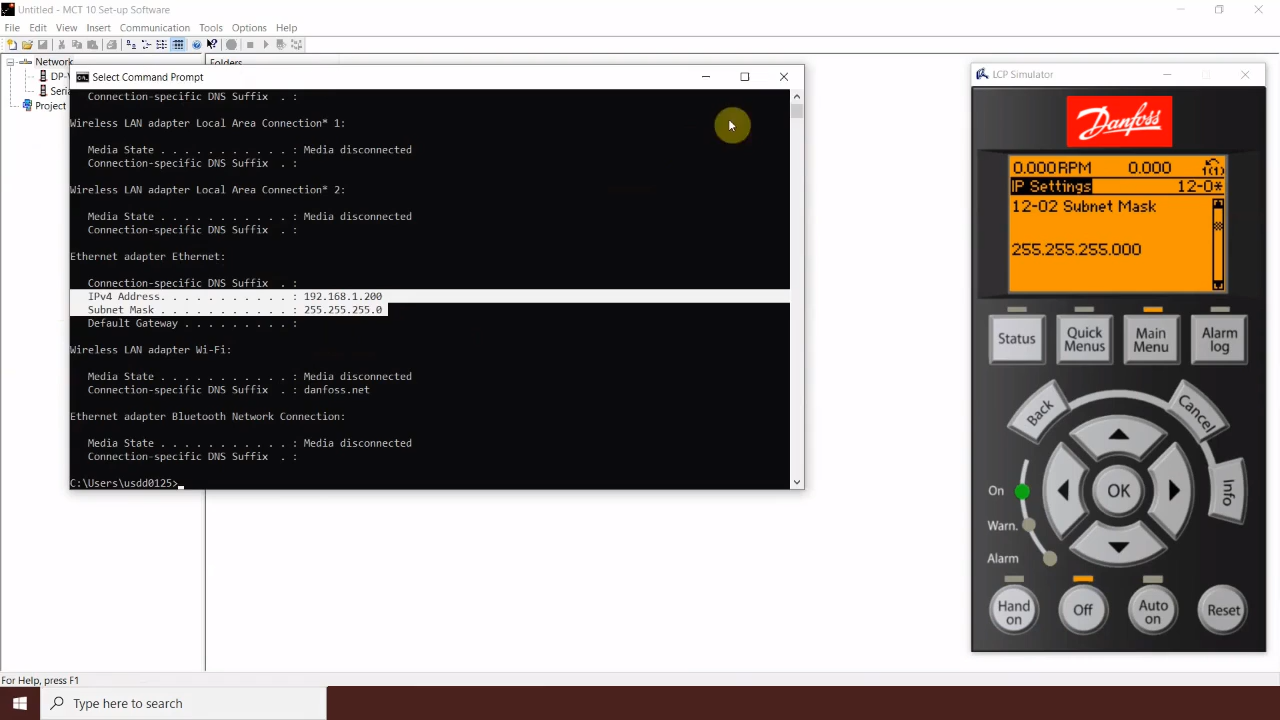 Untitled - MCT 10 Set-up Software
File Edit View Insert Communication Tools Options Help
Network
DP-
Seria
Project
Folders
Select Command Prompt
Connection-specific DNS Suffix . :
Wireless LAN adapter Local Area Connection* 1:
Media State . . . . . . . . . . . : Media disconnected
Connection-specific DNS Suffix . :
Wireless LAN adapter Local Area Connection* 2:
Media State . . . . . . . . . . . : Media disconnected
Connection-specific DNS Suffix . :
Ethernet adapter Ethernet:
Connection-specific DNS Suffix . :
IPv4 Address. . . . . . . . . . . : 192.168.1.200
Subnet Mask . . . . . . . . . . . : 255.255.255.0
Default Gateway . . . . . . . . . :
Wireless LAN adapter Wi-Fi:
Media State . . . . . . . . . . . : Media disconnected
Connection-specific DNS Suffix . : danfoss.net
Ethernet adapter Bluetooth Network Connection:
Media State . . . . . . . . . . . : Media disconnected
Connection-specific DNS Suffix . :
C:\Users\usdd0125>
LCP Simulator
Danfoss
0.000RPM 0.000 1(1)
IP Settings 12-0*
12-02 Subnet Mask
255.255.255.000
Status
Quick Menus
Main Menu
Alarm log
Back
Cancel
OK
Info
On
Warn.
Alarm
Hand on
Off
Auto on
Reset
For Help, press F1
Type here to search